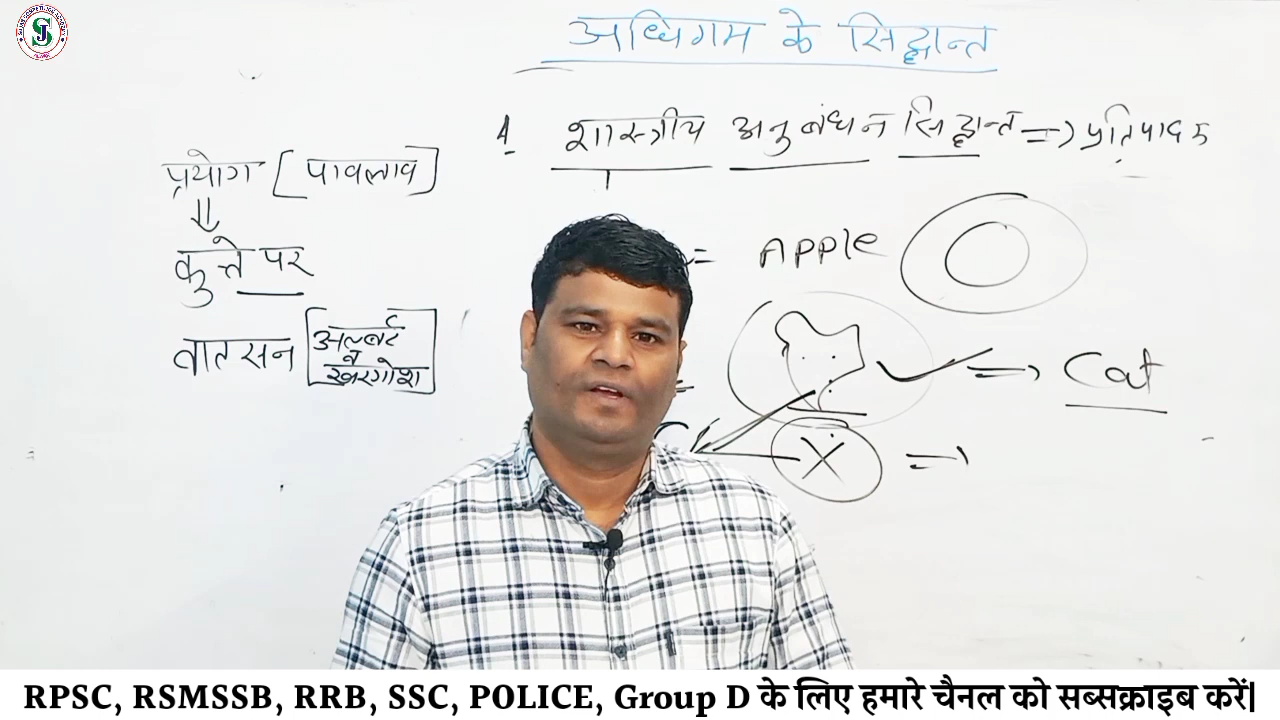 अधिगम के सिद्धान्त
1 शास्त्रीय अनुबंधन सिद्धान्त => प्रतिपादक
प्रयोग [पावलाव]
कुत्ते पर
वातसन [अल्बर्ट व खरगोश]
= Apple
=
=> Cat
X =>
RPSC, RSMSSB, RRB, SSC, POLICE, Group D के लिए हमारे चैनल को सब्सक्राइब करें|